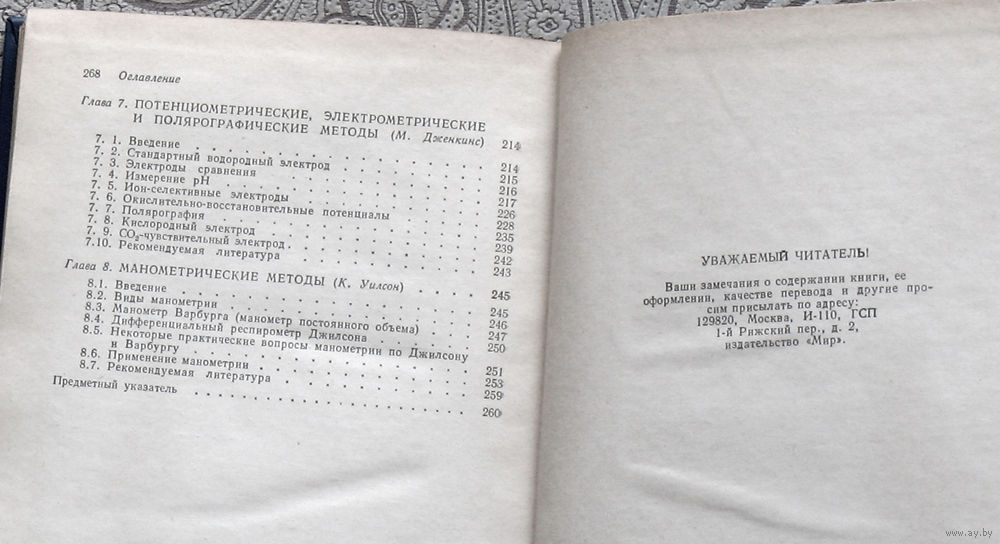 268 Оглавление
Глава 7. ПОТЕНЦИОМЕТРИЧЕСКИЕ, ЭЛЕКТРОМЕТРИЧЕСКИЕ
И ПОЛЯРОГРАФИЧЕСКИЕ МЕТОДЫ (М. Дженкинс) 214
7. 1. Введение 214
7. 2. Стандартный водородный электрод 215
7. 3. Электроды сравнения 216
7. 4. Измерение pH 217
7. 5. Ион-селективные электроды 226
7. 6. Окислительно-восстановительные потенциалы 228
7. 7. Полярография 235
7. 8. Кислородный электрод 239
7. 9. CO₂-чувствительный электрод 242
7.10. Рекомендуемая литература 243
Глава 8. МАНОМЕТРИЧЕСКИЕ МЕТОДЫ (К. Уилсон) 245
8.1. Введение 245
8.2. Виды манометрии 246
8.3. Манометр Варбурга (манометр постоянного объема) 247
8.4. Дифференциальный респирометр Джилсона 250
8.5. Некоторые практические вопросы манометрии по Джилсону
и Варбургу 251
8.6. Применение манометрии 253
8.7. Рекомендуемая литература 259
Предметный указатель 260
УВАЖАЕМЫЙ ЧИТАТЕЛЬ!
Ваши замечания о содержании книги, ее
оформлении, качестве перевода и другие про-
сим присылать по адресу:
129820, Москва, И-110, ГСП
1-й Рижский пер., д. 2,
издательство «Мир».
www.ay.by